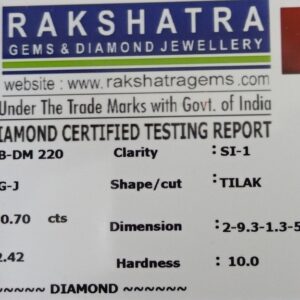 RAKSHATRA
GEMS & DIAMOND JEWELLERY
website : www.rakshatragems.com
Under The Trade Marks with Govt. of India
IAMOND CERTIFIED TESTING REPORT
B-DM 220 Clarity : SI-1
G-J Shape/cut : TILAK
0.70 cts Dimension : 2-9.3-1.3-5
2.42 Hardness : 10.0
~~~~~ DIAMOND ~~~~~~